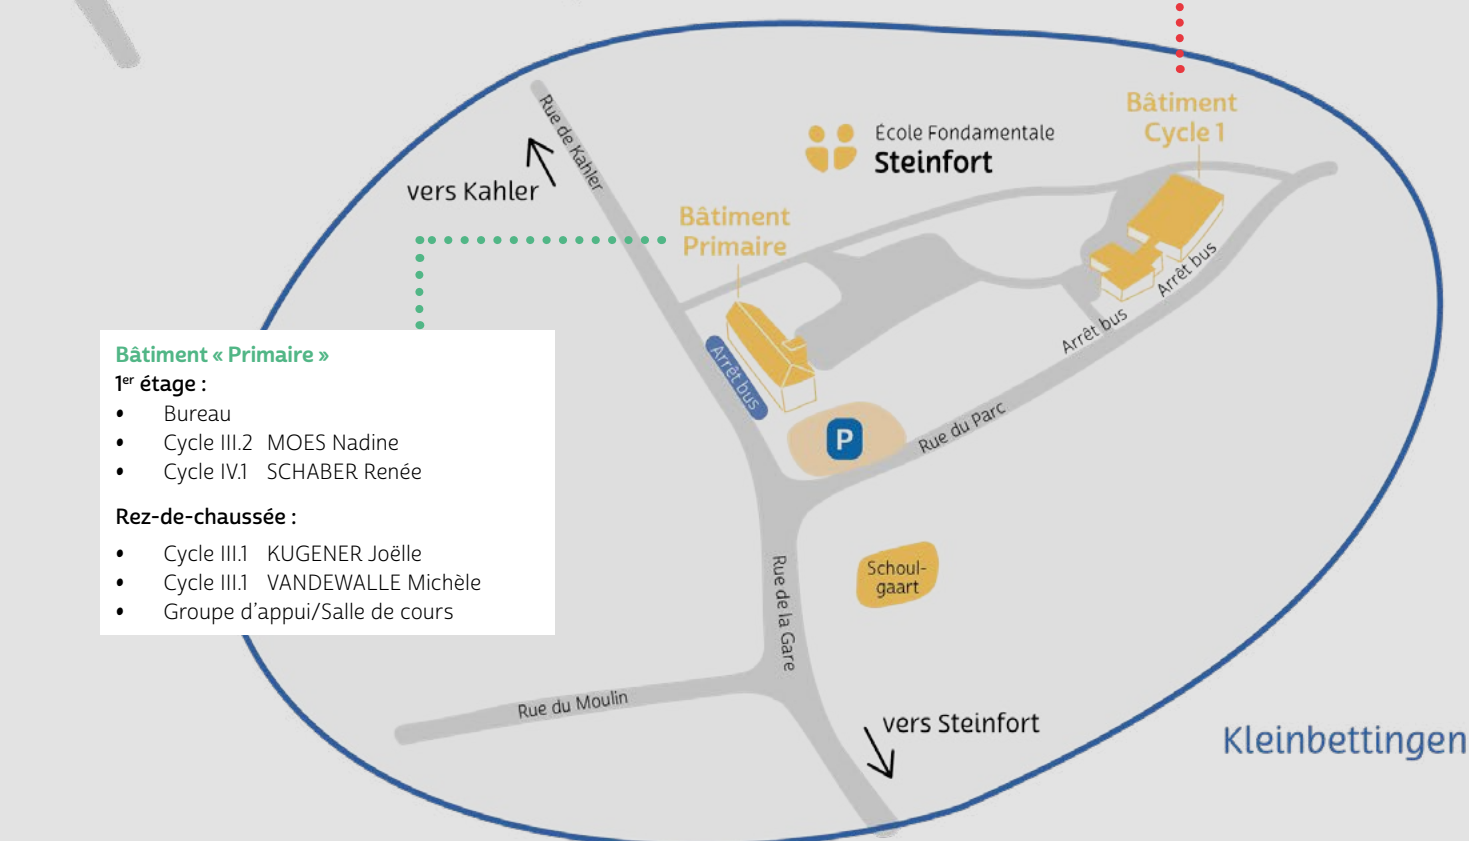 Bâtiment
Cycle 1
École Fondamentale
Steinfort
Rue de Kahler
vers Kahler
Bâtiment
Primaire
Arrêt bus
Arrêt bus
Arrêt bus
P
Rue du Parc
Bâtiment « Primaire »
1er étage :
• Bureau
• Cycle III.2 MOES Nadine
• Cycle IV.1 SCHABER Renée
Rez-de-chaussée :
• Cycle III.1 KUGENER Joëlle
• Cycle III.1 VANDEWALLE Michèle
• Groupe d'appui/Salle de cours
Schoul-
gaart
Rue de la Gare
Rue du Moulin
vers Steinfort
Kleinbettingen